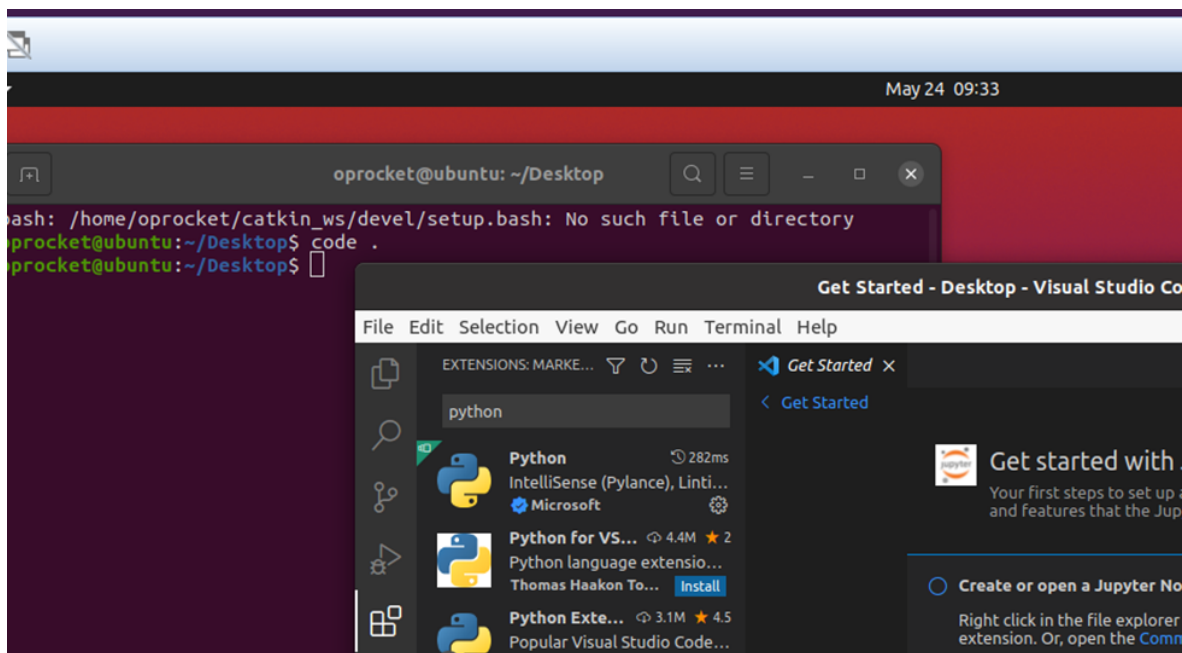 May 24 09:33
oprocket@ubuntu: ~/Desktop
bash: /home/oprocket/catkin_ws/devel/setup.bash: No such file or directory
oprocket@ubuntu:~/Desktop$ code .
oprocket@ubuntu:~/Desktop$
Get Started - Desktop - Visual Studio Co
File Edit Selection View Go Run Terminal Help
EXTENSIONS: MARKE...
python
Python 282ms
IntelliSense (Pylance), Linti...
Microsoft
Python for VS... 4.4M ★ 2
Python language extensio...
Thomas Haakon To... Install
Python Exte... 3.1M ★ 4.5
Popular Visual Studio Code...
Get Started
Get Started
jupyter
Get started with
Your first steps to set up a
and features that the Jup
Create or open a Jupyter No
Right click in the file explorer
extension. Or, open the Comm